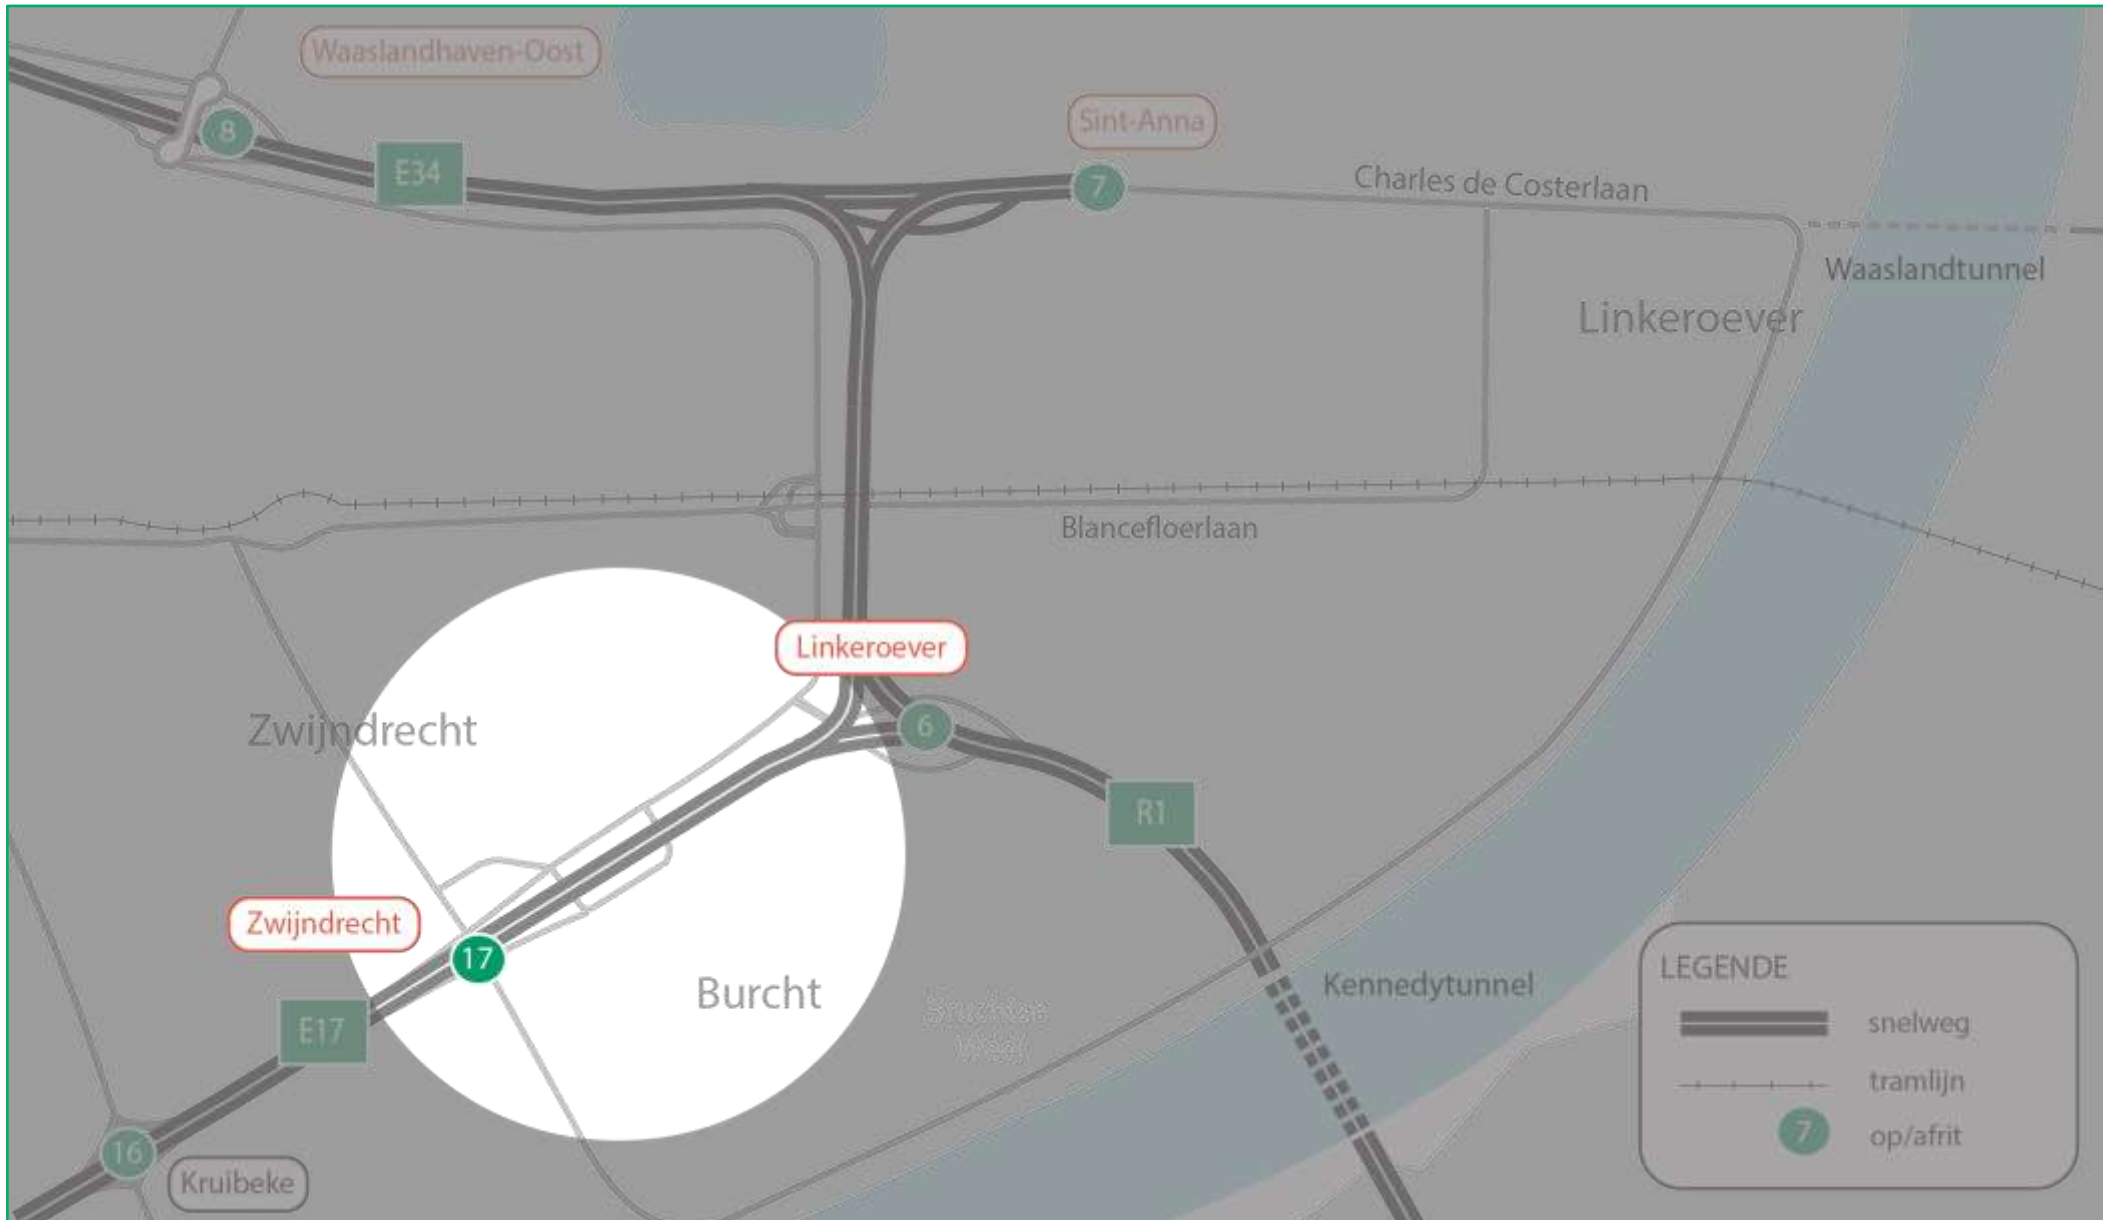 Waaslandhaven-Oost
Sint-Anna
8
E34
7
Charles de Costerlaan
Waaslandtunnel
Linkeroever
Blancefloerlaan
Linkeroever
Zwijndrecht
6
R1
Zwijndrecht
17
Burcht
Kennedytunnel
E17
16
Kruibeke
LEGENDE
snelweg
tramlijn
7
op/afrit